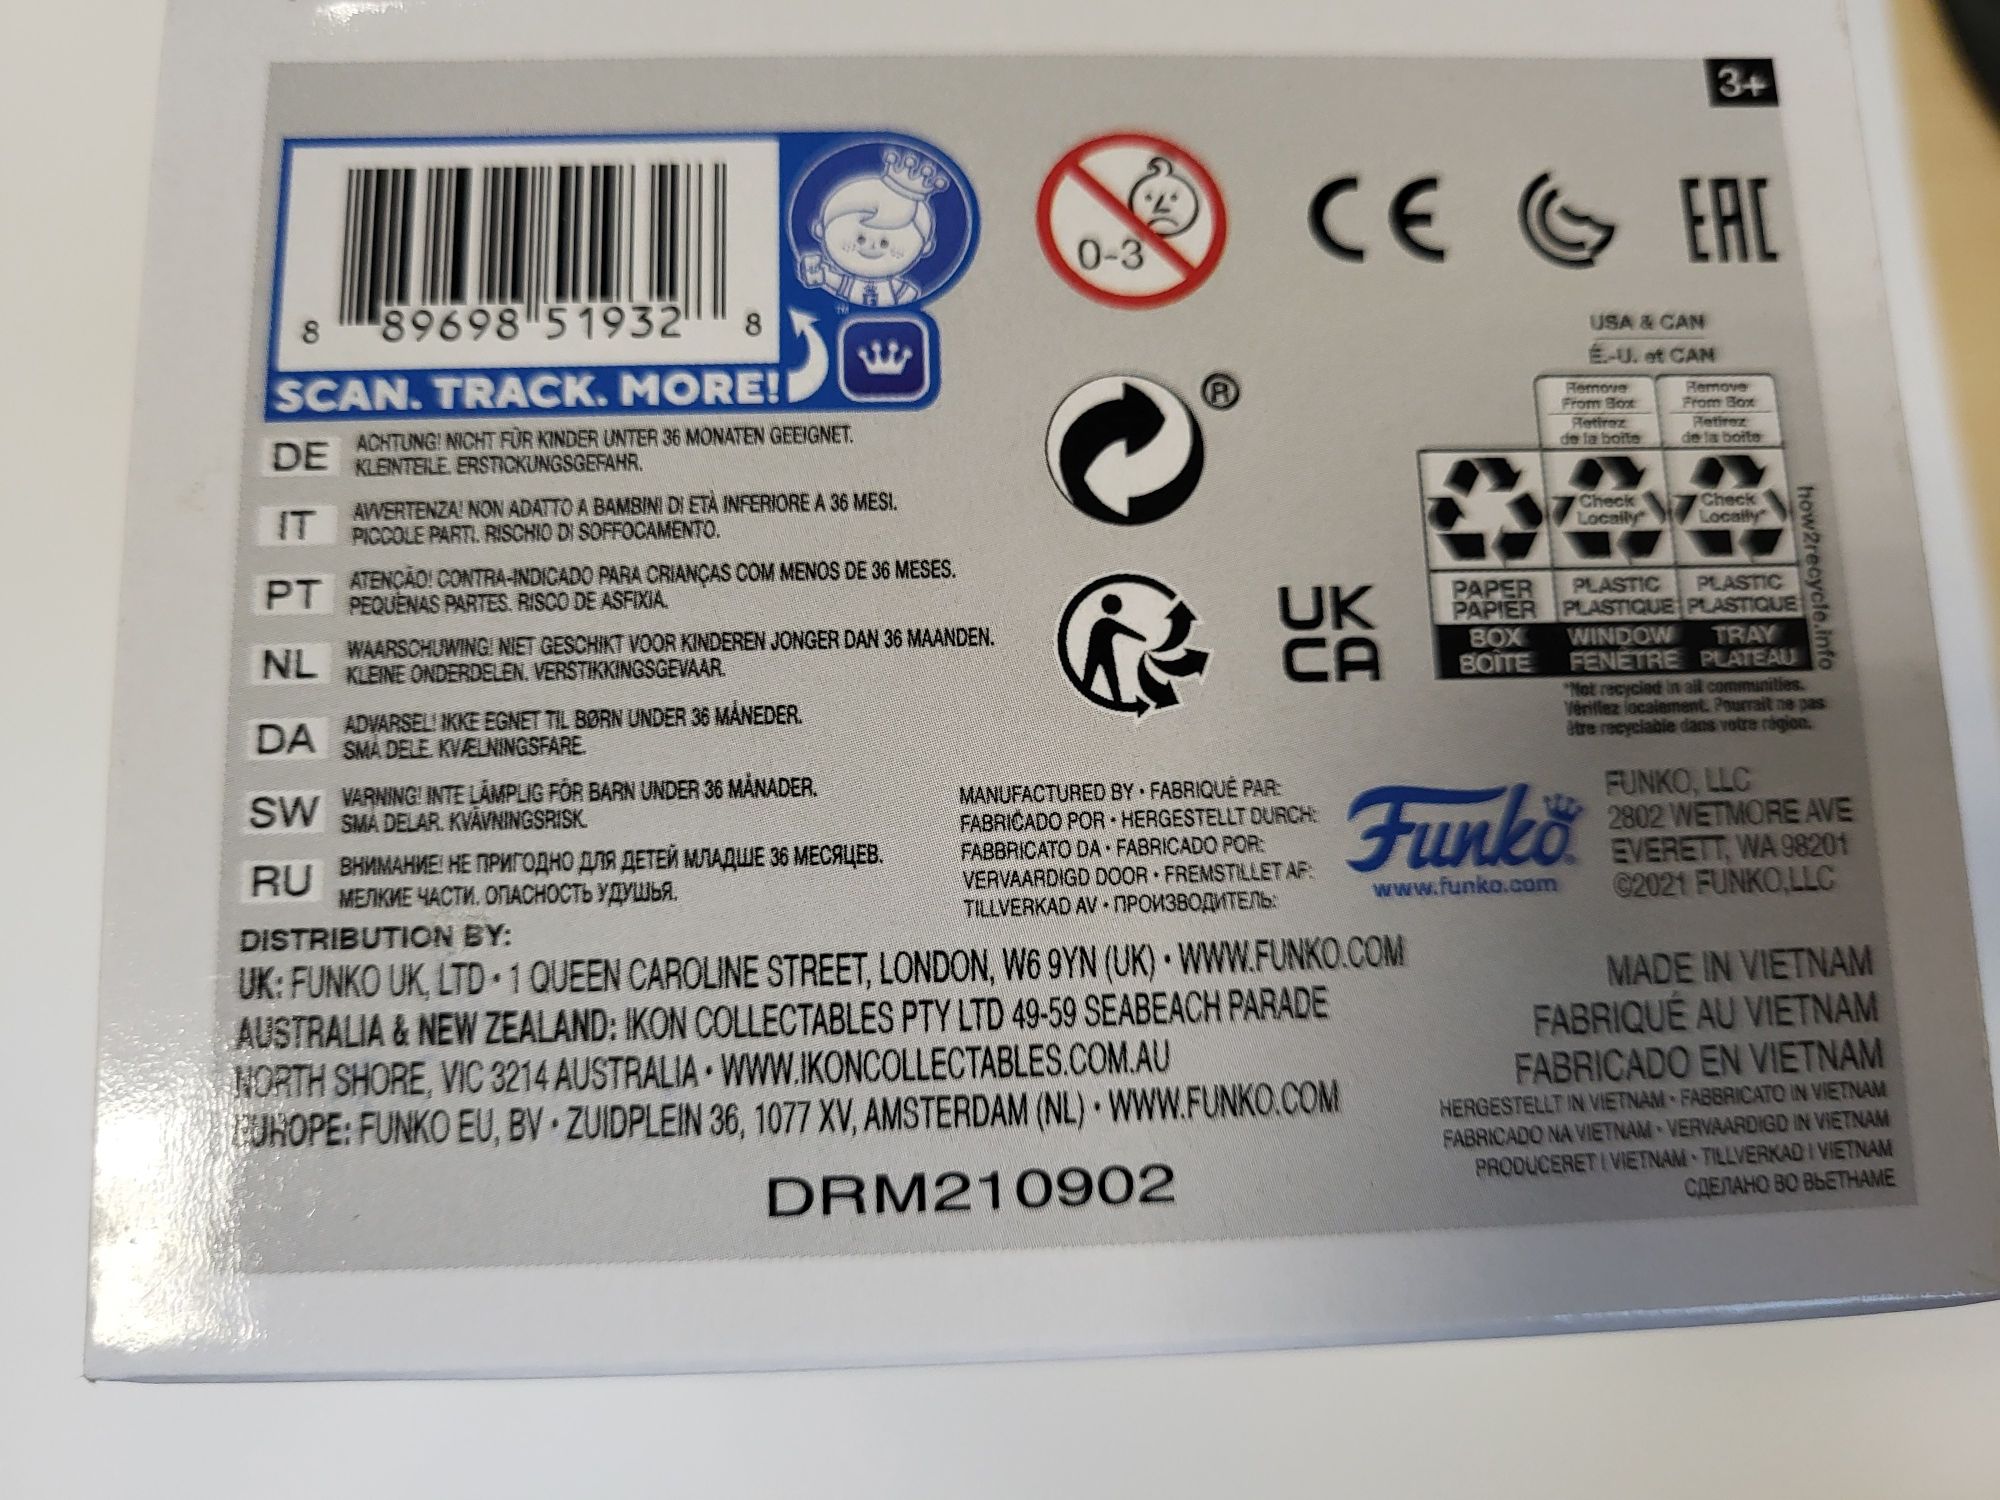 3+
0-3
CE
EAC
8 89698 51932 8
SCAN. TRACK. MORE!
TM
®
DE
ACHTUNG! NICHT FÜR KINDER UNTER 36 MONATEN GEEIGNET.
KLEINTEILE. ERSTICKUNGSGEFAHR.
IT
AVVERTENZA! NON ADATTO A BAMBINI DI ETÀ INFERIORE A 36 MESI.
PICCOLE PARTI. RISCHIO DI SOFFOCAMENTO.
PT
ATENÇÃO! CONTRA-INDICADO PARA CRIANÇAS COM MENOS DE 36 MESES.
PEQUENAS PARTES. RISCO DE ASFIXIA.
NL
WAARSCHUWING! NIET GESCHIKT VOOR KINDEREN JONGER DAN 36 MAANDEN.
KLEINE ONDERDELEN. VERSTIKKINGSGEVAAR.
DA
ADVARSEL! IKKE EGNET TIL BØRN UNDER 36 MÅNEDER.
SMÅ DELE. KVÆLNINGSFARE.
SW
VARNING! INTE LÄMPLIG FÖR BARN UNDER 36 MÅNADER.
SMÅ DELAR. KVÄVNINGSRISK.
RU
ВНИМАНИЕ! НЕ ПРИГОДНО ДЛЯ ДЕТЕЙ МЛАДШЕ 36 МЕСЯЦЕВ.
МЕЛКИЕ ЧАСТИ. ОПАСНОСТЬ УДУШЬЯ.
USA & CAN
É.-U. et CAN
Remove From Box Retirez de la boîte
Remove From Box Retirez de la boîte
Check Locally*
Check Locally*
PAPER PAPIER
PLASTIC PLASTIQUE
PLASTIC PLASTIQUE
BOX BOÎTE
WINDOW FENÊTRE
TRAY PLATEAU
how2recycle.info
*Not recycled in all communities.
Vérifiez localement. Pourrait ne pas
être recyclable dans votre région.
UK
CA
MANUFACTURED BY • FABRIQUÉ PAR:
FABRICADO POR • HERGESTELLT DURCH:
FABBRICATO DA • FABRICADO POR:
VERVAARDIGD DOOR • FREMSTILLET AF:
TILLVERKAD AV • ПРОИЗВОДИТЕЛЬ:
Funko
www.funko.com
FUNKO, LLC
2802 WETMORE AVE
EVERETT, WA 98201
©2021 FUNKO,LLC
DISTRIBUTION BY:
UK: FUNKO UK, LTD • 1 QUEEN CAROLINE STREET, LONDON, W6 9YN (UK) • WWW.FUNKO.COM
AUSTRALIA & NEW ZEALAND: IKON COLLECTABLES PTY LTD 49-59 SEABEACH PARADE
NORTH SHORE, VIC 3214 AUSTRALIA • WWW.IKONCOLLECTABLES.COM.AU
EUROPE: FUNKO EU, BV • ZUIDPLEIN 36, 1077 XV, AMSTERDAM (NL) • WWW.FUNKO.COM
MADE IN VIETNAM
FABRIQUÉ AU VIETNAM
FABRICADO EN VIETNAM
HERGESTELLT IN VIETNAM • FABBRICATO IN VIETNAM
FABRICADO NA VIETNAM • VERVAARDIGD IN VIETNAM
PRODUCERET I VIETNAM • TILLVERKAD I VIETNAM
СДЕЛАНО ВО ВЬЕТНАМЕ
DRM210902